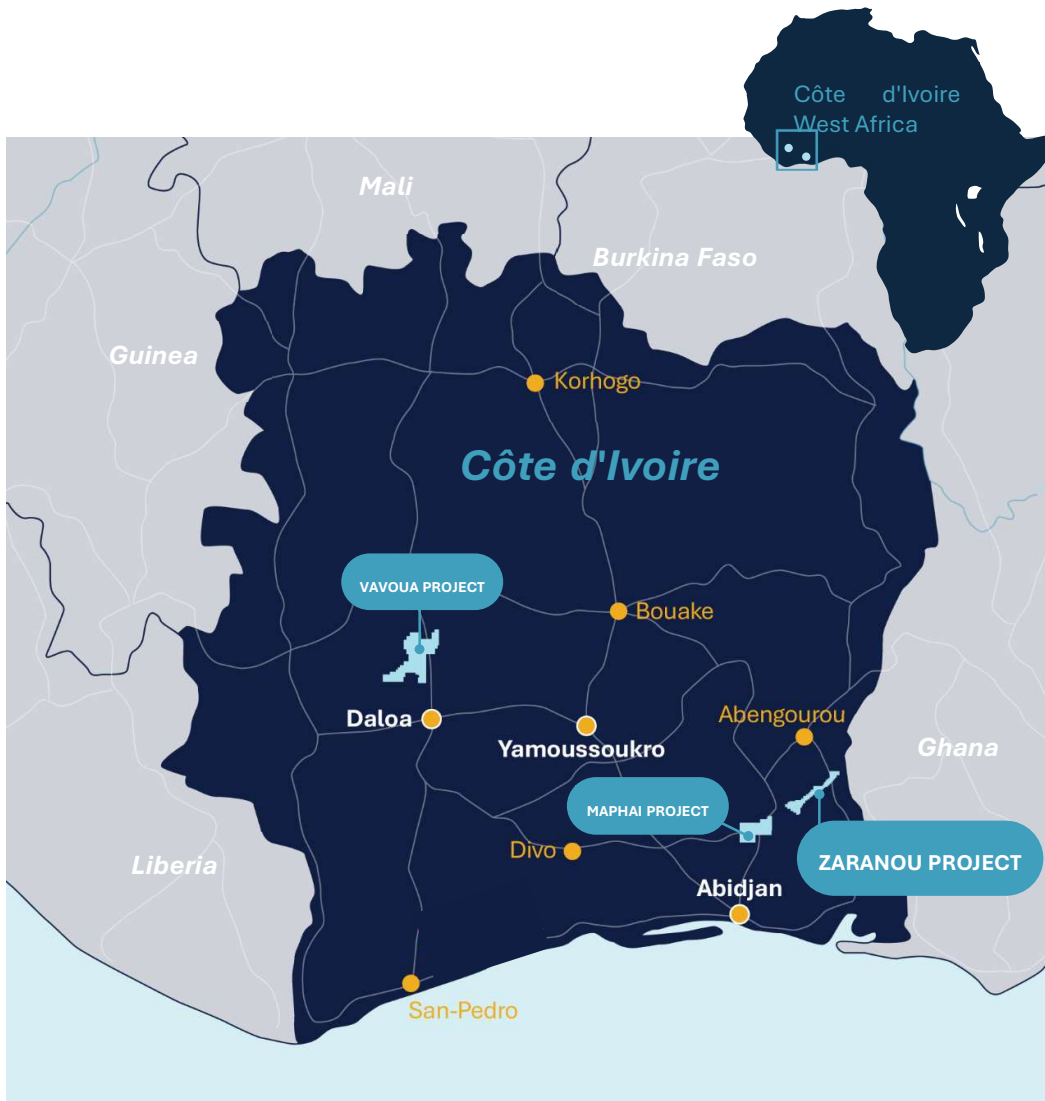 Côte d'Ivoire
West Africa
Mali
Burkina Faso
Guinea
Korhogo
Côte d'Ivoire
VAVOUA PROJECT
Bouake
Daloa
Abengourou
Yamoussoukro
Ghana
MAPHAI PROJECT
Divo
ZARANOU PROJECT
Liberia
Abidjan
San-Pedro